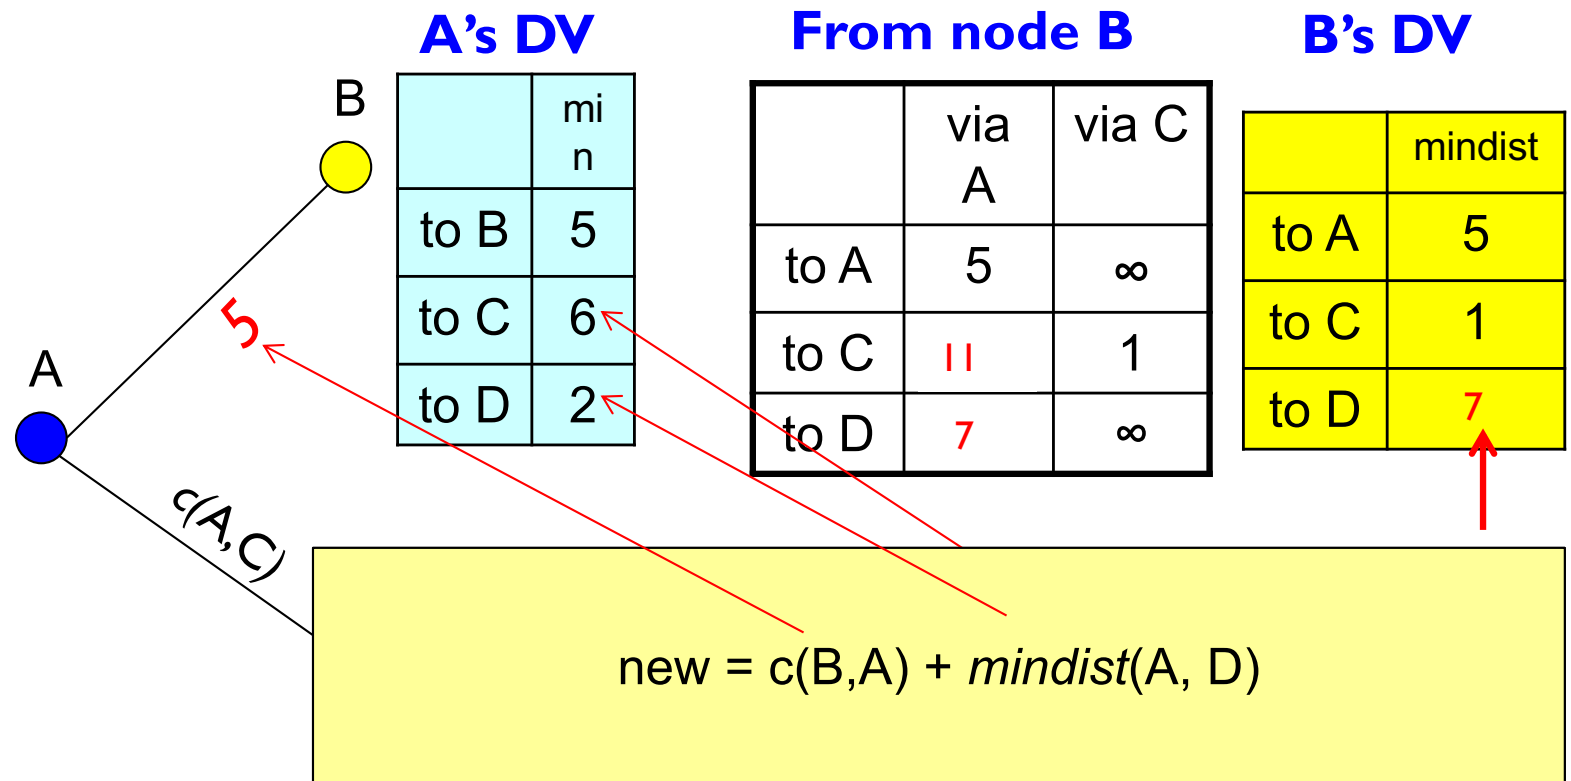 A's DV
From node B
B's DV
B
A
5
c(A,C)
mi
n
to B 5
to C 6
to D 2
via
A
via C
to A 5 ∞
to C 11 1
to D 7 ∞
mindist
to A 5
to C 1
to D 7
new = c(B,A) + mindist(A, D)